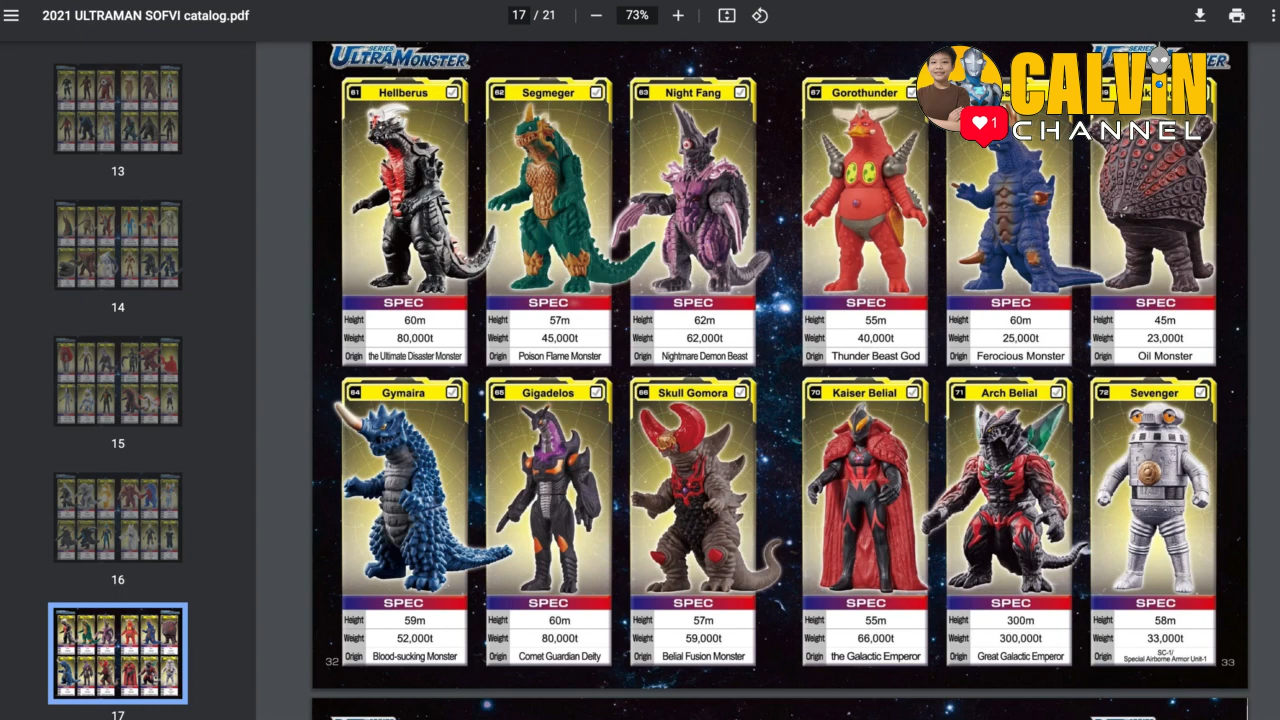 2021 ULTRAMAN SOFVI catalog.pdf
17 / 21
73%
13
14
15
16
17
SERIES
ULTRAMONSTER
CALVIN
CHANNEL
1
61 Hellberus
SPEC
Height 60m
Weight 80,000t
Origin the Ultimate Disaster Monster
62 Segmeger
SPEC
Height 57m
Weight 45,000t
Origin Poison Flame Monster
63 Night Fang
SPEC
Height 62m
Weight 62,000t
Origin Nightmare Demon Beast
67 Gorothunder
SPEC
Height 55m
Weight 40,000t
Origin Thunder Beast God
SPEC
Height 60m
Weight 25,000t
Origin Ferocious Monster
SPEC
Height 45m
Weight 23,000t
Origin Oil Monster
64 Gymaira
SPEC
Height 59m
Weight 52,000t
Origin Blood-sucking Monster
65 Gigadelos
SPEC
Height 60m
Weight 80,000t
Origin Comet Guardian Deity
66 Skull Gomora
SPEC
Height 57m
Weight 59,000t
Origin Belial Fusion Monster
70 Kaiser Belial
SPEC
Height 55m
Weight 66,000t
Origin the Galactic Emperor
71 Arch Belial
SPEC
Height 300m
Weight 300,000t
Origin Great Galactic Emperor
72 Sevenger
SPEC
Height 58m
Weight 33,000t
Origin SC-1/
Special Airborne Armor Unit-1
32
33